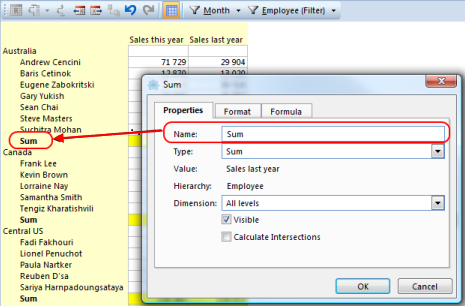 Month Employee (Filter)
Sales this year Sales last year
Australia
Andrew Cencini 71 729 29 904
Baris Cetinok 12 870 13 020
Eugene Zabokritski
Gary Yukish
Sean Chai
Steve Masters
Suchitra Mohan
Sum
Canada
Frank Lee
Kevin Brown
Lorraine Nay
Samantha Smith
Tengiz Kharatishvili
Sum
Central US
Fadi Fakhouri
Lionel Penuchot
Paula Nartker
Reuben D'sa
Sariya Harnpadoungsataya
Sum
Sum
Properties Format Formula
Name: Sum
Type: Sum
Value: Sales last year
Hierarchy: Employee
Dimension: All levels
Visible
Calculate Intersections
OK Cancel